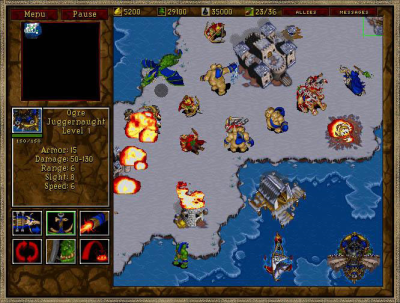 Menu Pause 5200 29100 35000 23/36 ALLIES MESSAGES
Ogre
Juggernaught
Level 1
Armor: 15
Damage: 50-130
Range: 6
Sight: 8
Speed: 6